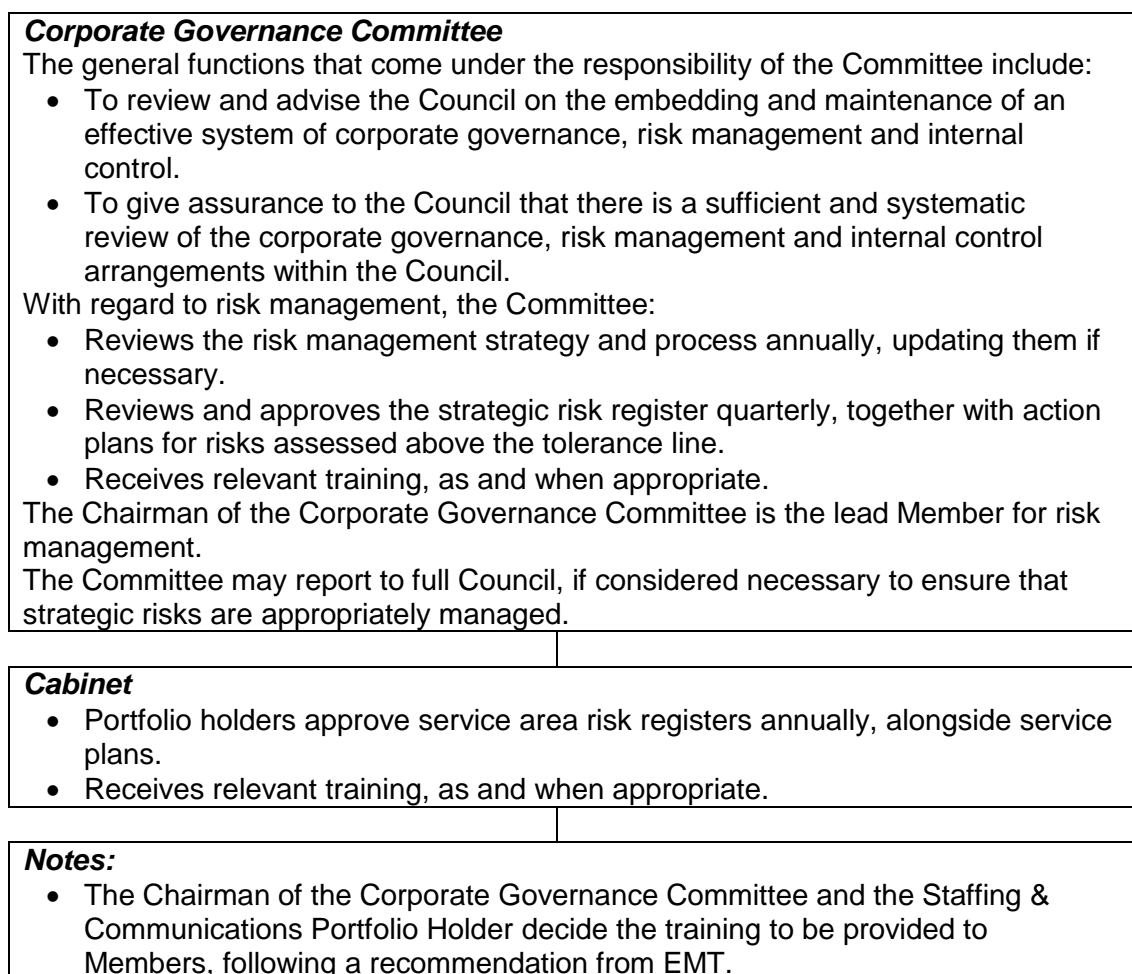 Corporate Governance Committee
The general functions that come under the responsibility of the Committee include:
• To review and advise the Council on the embedding and maintenance of an
effective system of corporate governance, risk management and internal
control.
• To give assurance to the Council that there is a sufficient and systematic
review of the corporate governance, risk management and internal control
arrangements within the Council.
With regard to risk management, the Committee:
• Reviews the risk management strategy and process annually, updating them if
necessary.
• Reviews and approves the strategic risk register quarterly, together with action
plans for risks assessed above the tolerance line.
• Receives relevant training, as and when appropriate.
The Chairman of the Corporate Governance Committee is the lead Member for risk
management.
The Committee may report to full Council, if considered necessary to ensure that
strategic risks are appropriately managed.
Cabinet
• Portfolio holders approve service area risk registers annually, alongside service
plans.
• Receives relevant training, as and when appropriate.
Notes:
• The Chairman of the Corporate Governance Committee and the Staffing &
Communications Portfolio Holder decide the training to be provided to
Members, following a recommendation from EMT.